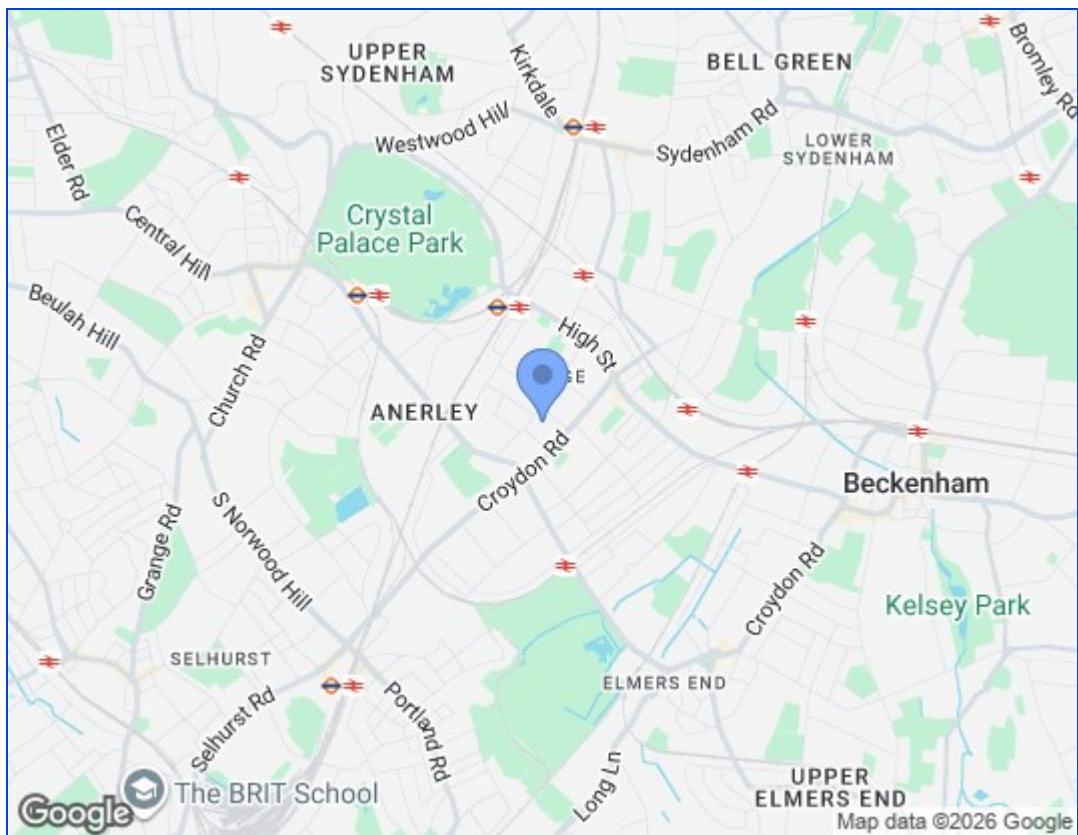 UPPER
SYDENHAM
Kirkdale
BELL GREEN
Bromley Rd
Elder Rd
Westwood Hill
Sydenham Rd
LOWER
SYDENHAM
Crystal
Palace Park
Central Hill
Beulah Hill
Church Rd
High St
GE
ANERLEY
Croydon Rd
Beckenham
S Norwood Hill
Grange Rd
Croydon Rd
Kelsey Park
SELHURST
ELMERS END
Selhurst Rd
Portland Rd
Long Ln
The BRIT School
UPPER
ELMERS END
Google
Map data ©2026 Google